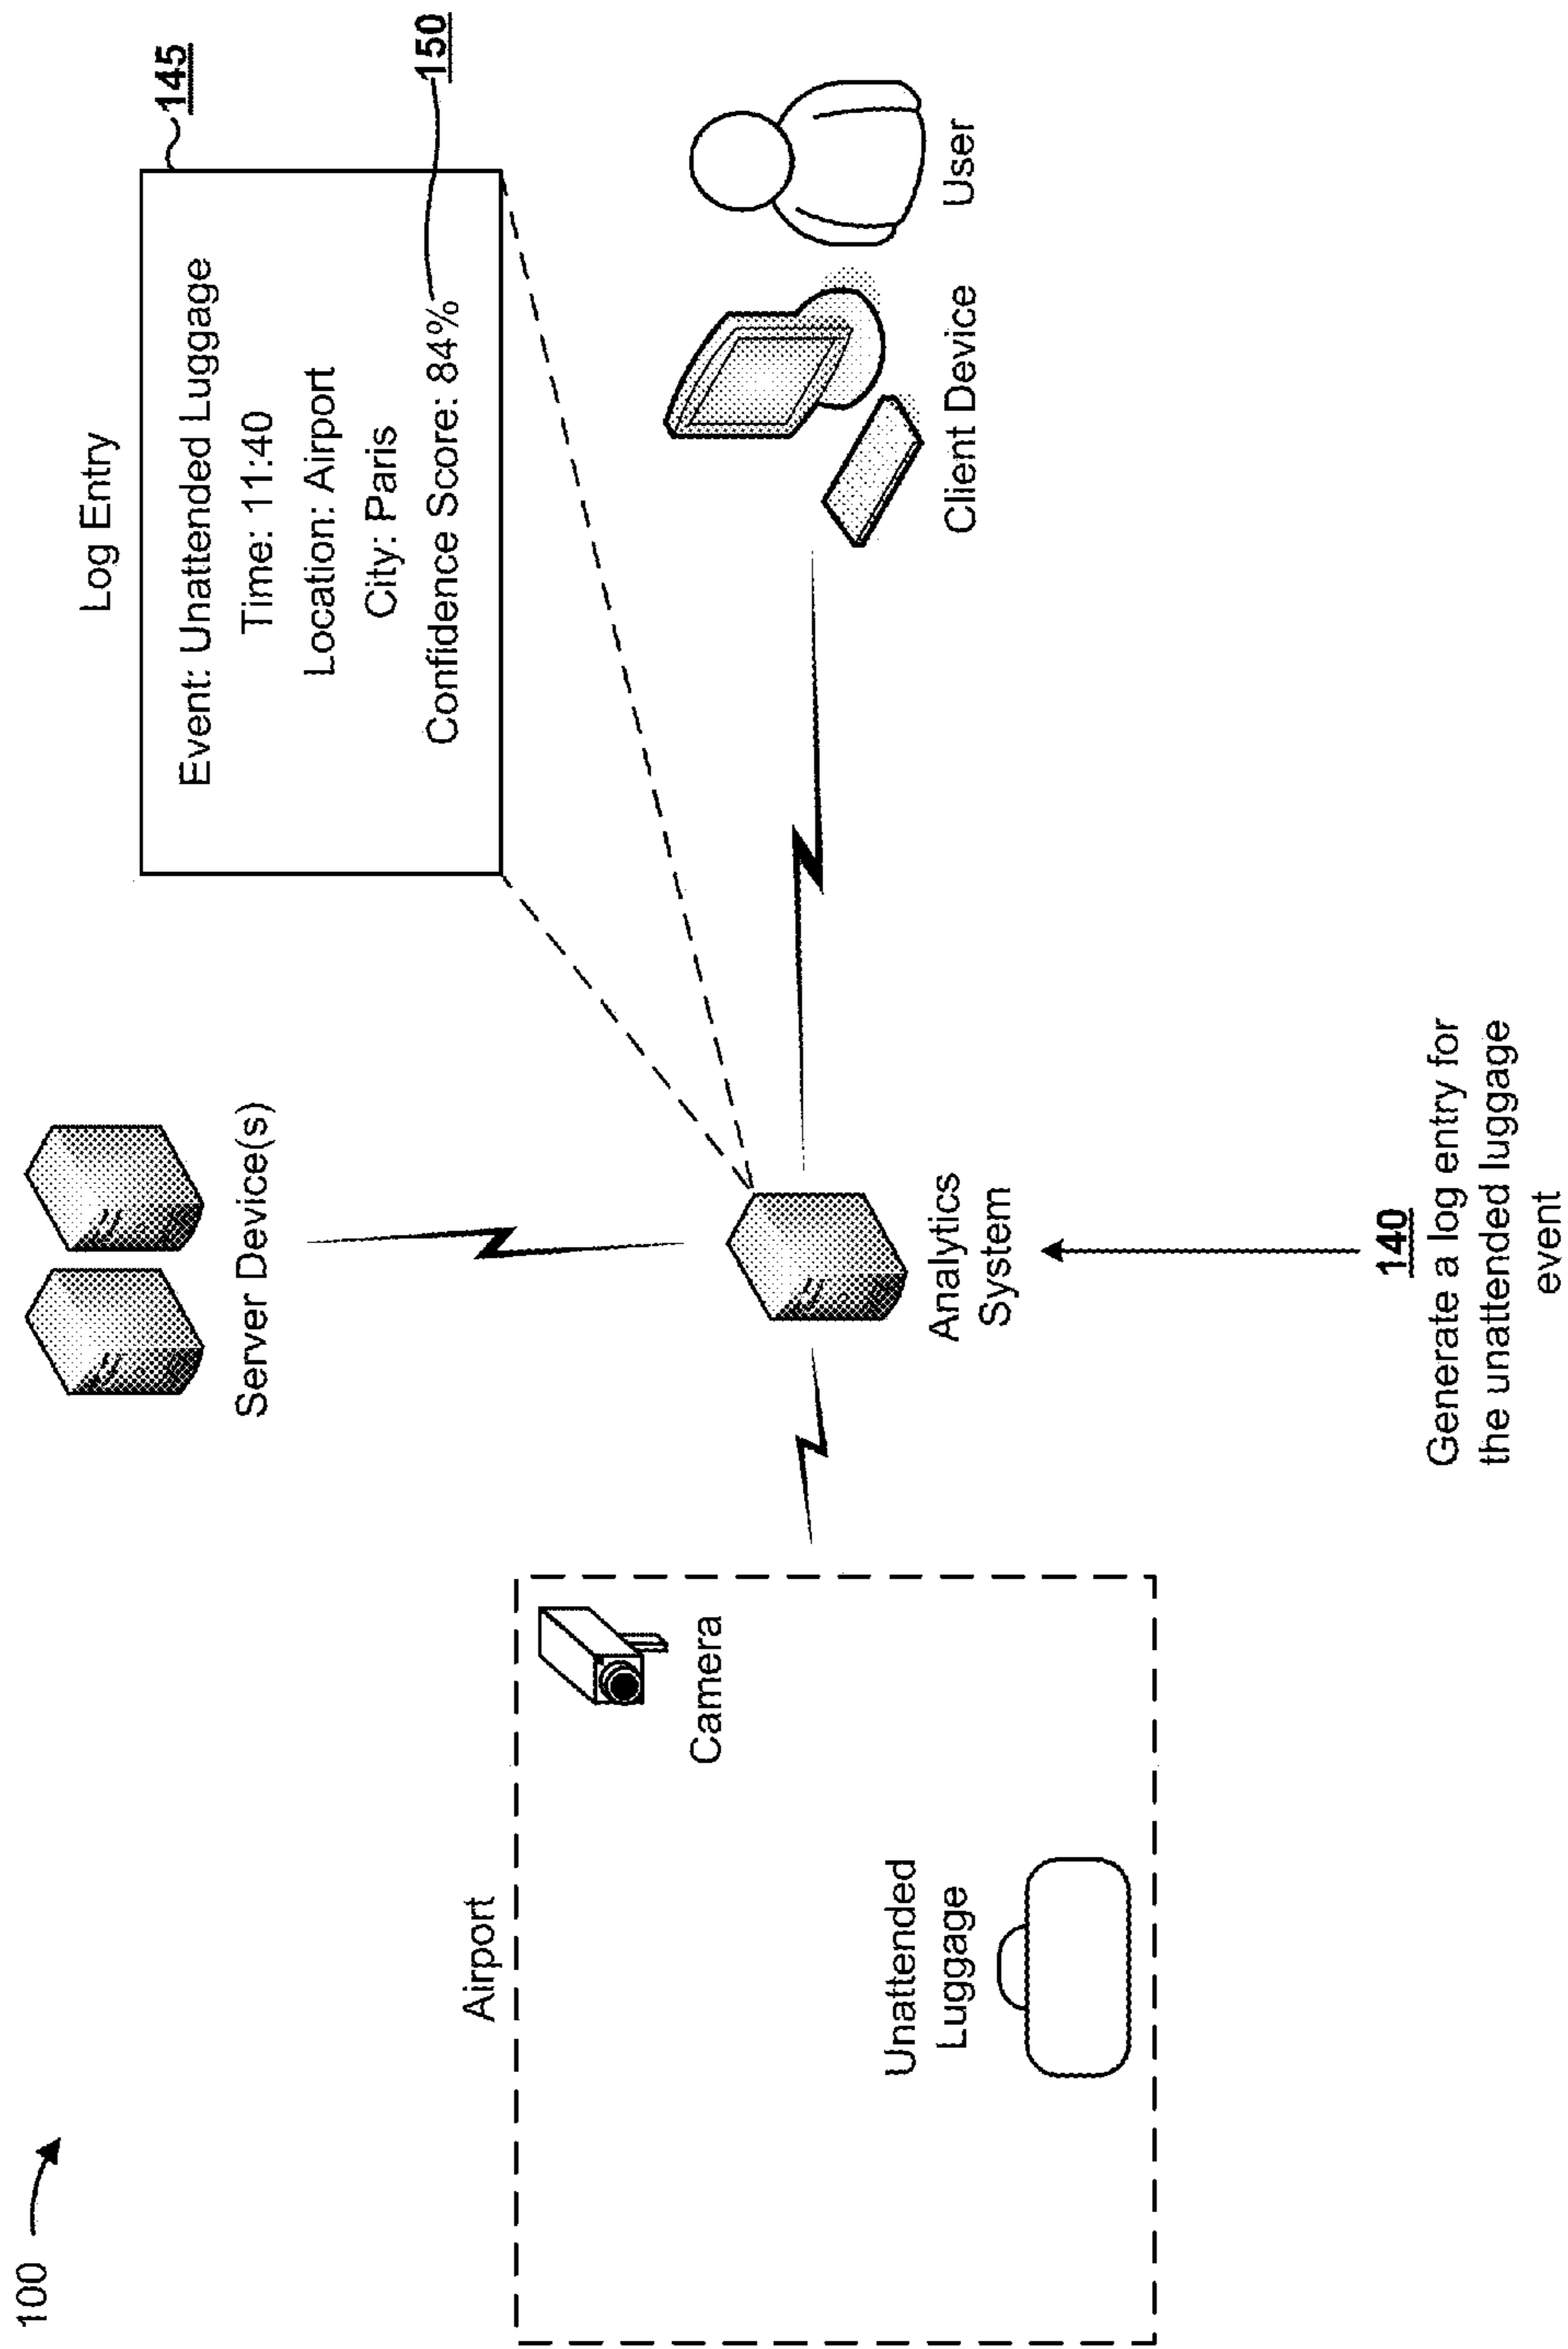 100
Server Device(s)
Log Entry
145
Event: Unattended Luggage
Time: 11:40
Location: Airport
City: Paris
Confidence Score: 84%
150
Airport
Camera
Unattended
Luggage
Analytics
System
Client Device
User
140
Generate a log entry for
the unattended luggage
event